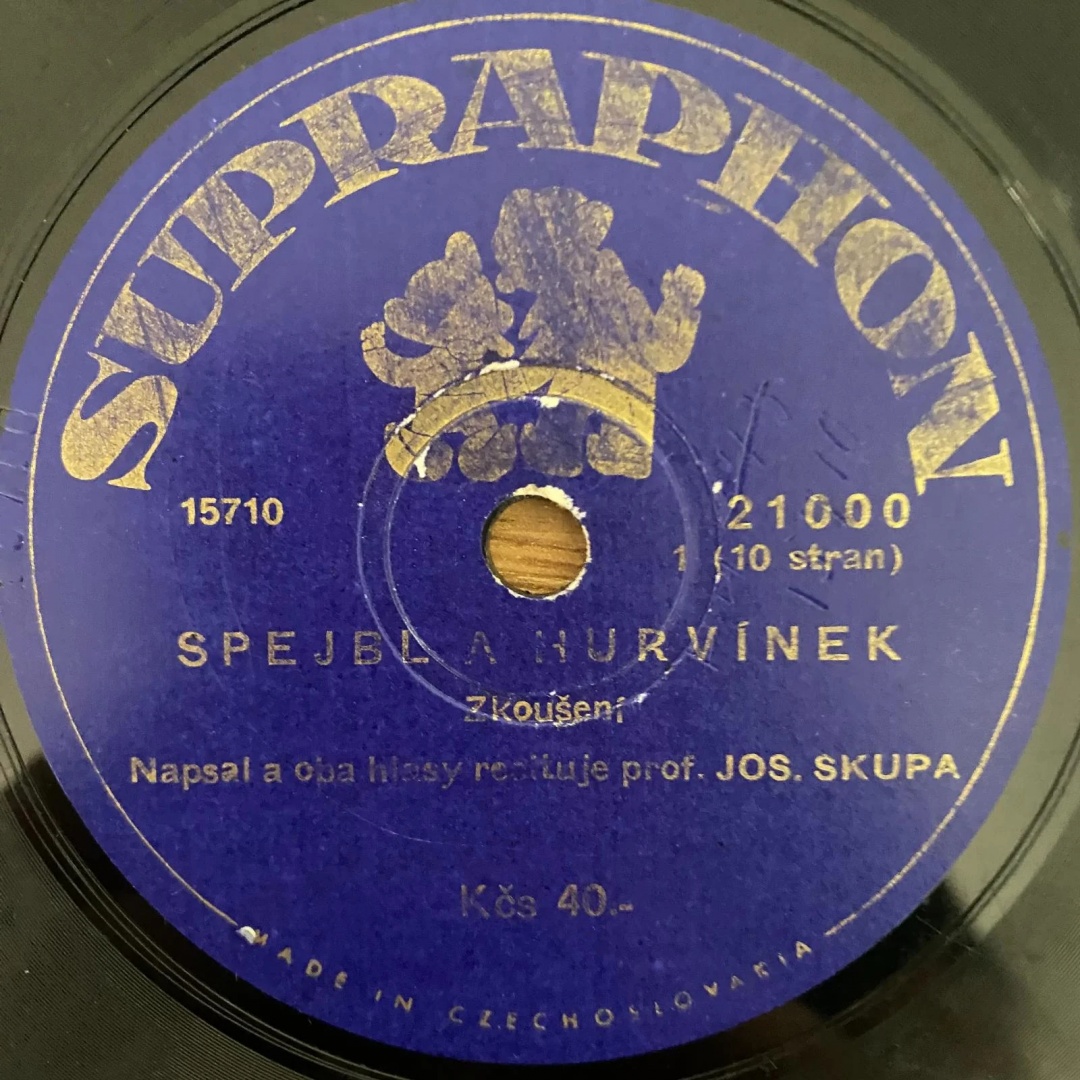 SUPRAPHON
15710
21000
1 (10 stran)
SPEJBL A HURVÍNEK
Zkoušení
Napsal a oba hlasy recituje prof. JOS. SKUPA
Kčs 40.-
MADE IN CZECHOSLOVAKIA